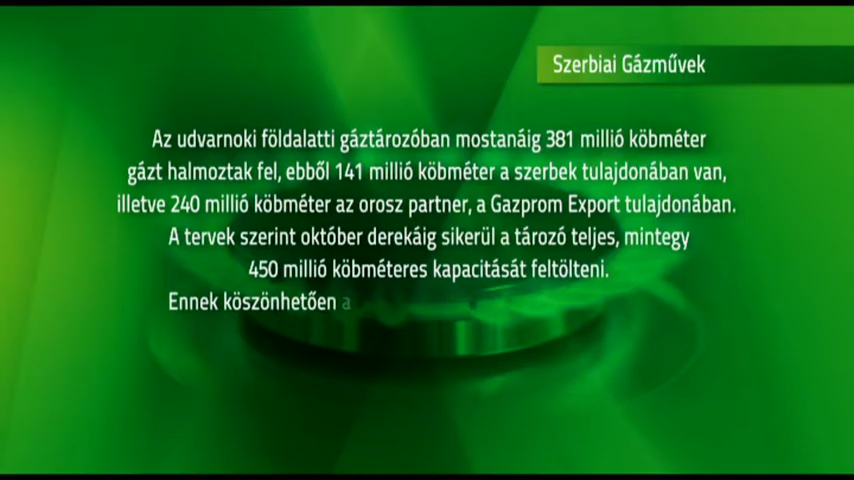 Szerbiai Gázművek
Az udvarnoki földalatti gáztározóban mostanáig 381 millió köbméter
gázt halmoztak fel, ebből 141 millió köbméter a szerbek tulajdonában van,
illetve 240 millió köbméter az orosz partner, a Gazprom Export tulajdonában.
A tervek szerint október derekáig sikerül a tározó teljes, mintegy
450 millió köbméteres kapacitását feltölteni.
Ennek köszönhetően a